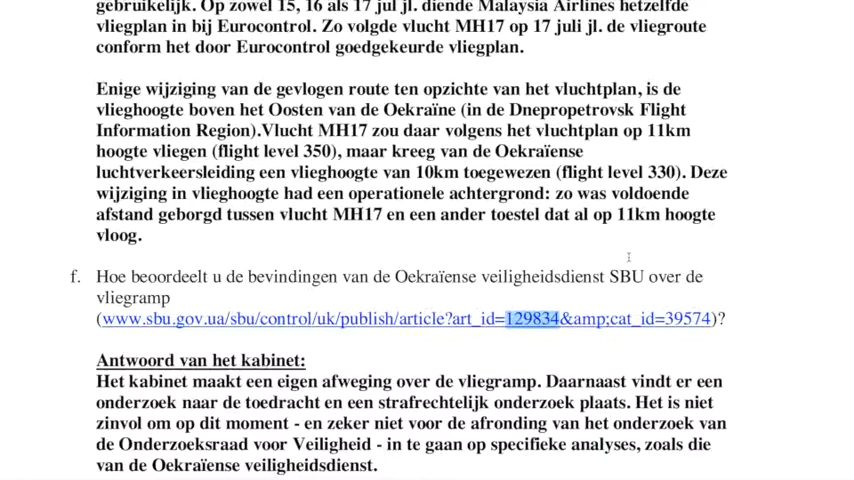 gebruikelijk. Op zowel 15, 16 als 17 jul jl. diende Malaysia Airlines hetzelfde
vliegplan in bij Eurocontrol. Zo volgde vlucht MH17 op 17 juli jl. de vliegroute
conform het door Eurocontrol goedgekeurde vliegplan.
Enige wijziging van de gevlogen route ten opzichte van het vluchtplan, is de
vlieghoogte boven het Oosten van de Oekraïne (in de Dnepropetrovsk Flight
Information Region).Vlucht MH17 zou daar volgens het vluchtplan op 11km
hoogte vliegen (flight level 350), maar kreeg van de Oekraïense
luchtverkeersleiding een vlieghoogte van 10km toegewezen (flight level 330). Deze
wijziging in vlieghoogte had een operationele achtergrond: zo was voldoende
afstand geborgd tussen vlucht MH17 en een ander toestel dat al op 11km hoogte
vloog.
f. Hoe beoordeelt u de bevindingen van de Oekraïense veiligheidsdienst SBU over de
vliegramp
(www.sbu.gov.ua/sbu/control/uk/publish/article?art_id=129834&amp;cat_id=39574)?
Antwoord van het kabinet:
Het kabinet maakt een eigen afweging over de vliegramp. Daarnaast vindt er een
onderzoek naar de toedracht en een strafrechtelijk onderzoek plaats. Het is niet
zinvol om op dit moment - en zeker niet voor de afronding van het onderzoek van
de Onderzoeksraad voor Veiligheid - in te gaan op specifieke analyses, zoals die
van de Oekraïense veiligheidsdienst.